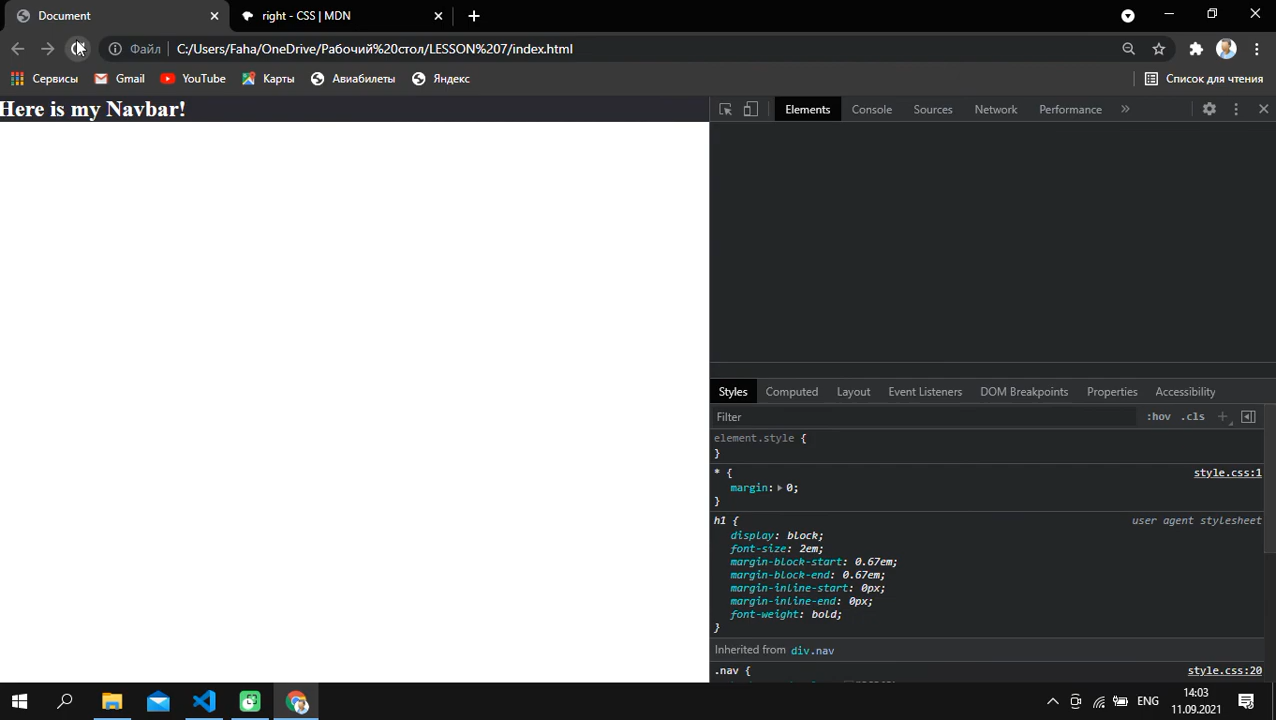 Document
right - CSS | MDN
Файл
C:/Users/Faha/OneDrive/Рабочий%20стол/LESSON%207/index.html
Сервисы
Gmail
YouTube
Карты
Авиабилеты
Яндекс
Список для чтения
Here is my Navbar!
Elements
Console
Sources
Network
Performance
»
Styles
Computed
Layout
Event Listeners
DOM Breakpoints
Properties
Accessibility
Filter
:hov .cls +
element.style {
}
* { style.css:1
margin: 0;
}
h1 { user agent stylesheet
display: block;
font-size: 2em;
margin-block-start: 0.67em;
margin-block-end: 0.67em;
margin-inline-start: 0px;
margin-inline-end: 0px;
font-weight: bold;
}
Inherited from div.nav
.nav { style.css:20
ENG
14:03
11.09.2021